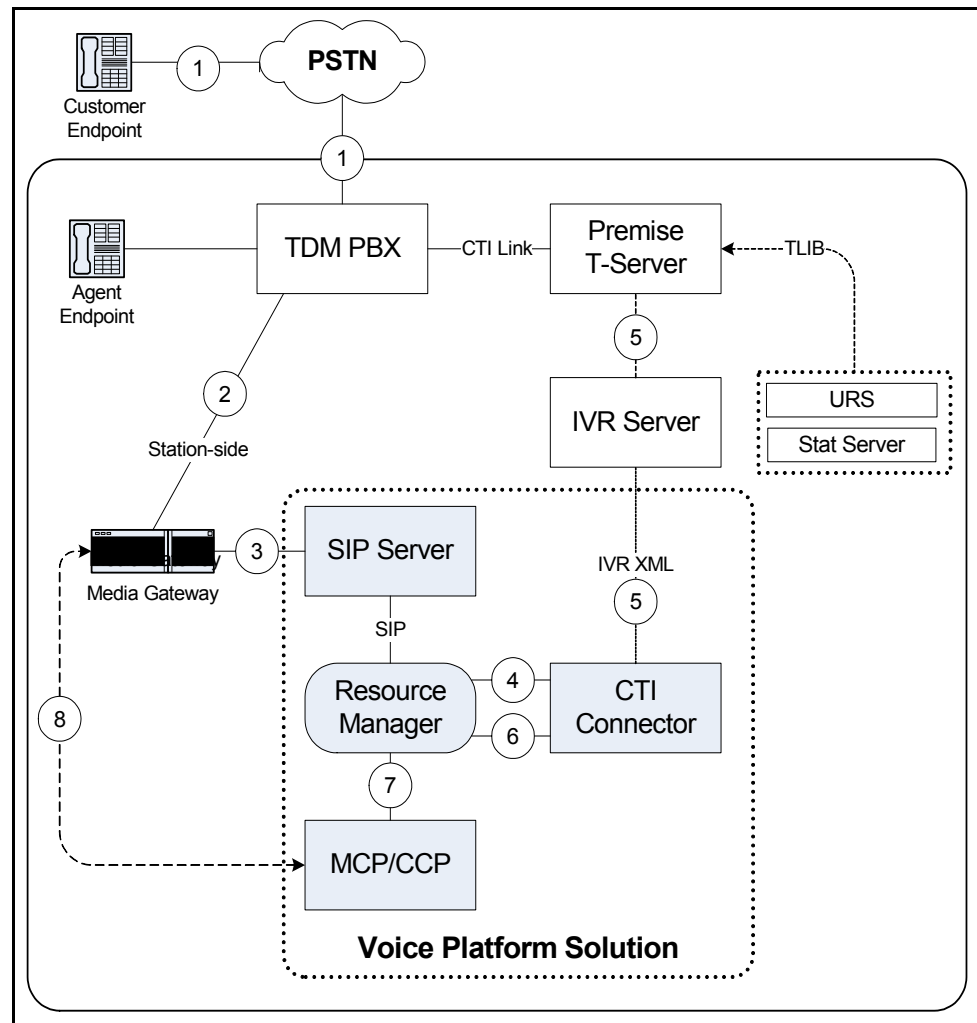 PSTN
1
Customer
Endpoint
1
TDM PBX
CTI Link
Premise
T-Server
TLIB
Agent
Endpoint
5
2
URS
Stat Server
IVR Server
Station-side
SIP Server
3
IVR XML
Media Gateway
5
SIP
Resource
Manager
4
CTI
Connector
8
6
7
MCP/CCP
Voice Platform Solution